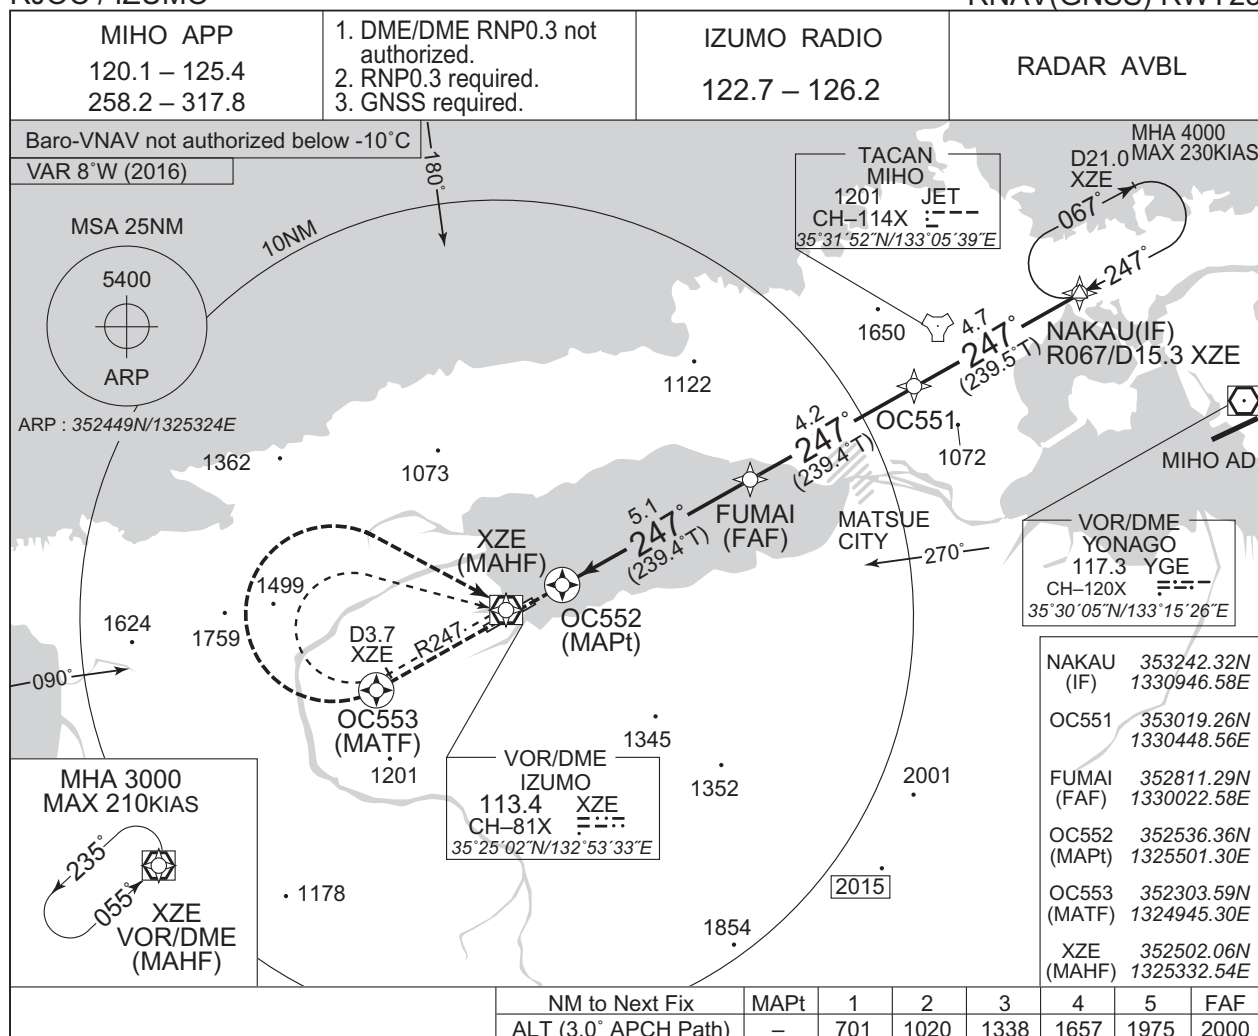 RJOC / IZUMO
RNAV(GNSS) RWY25
MIHO APP
120.1 – 125.4
258.2 – 317.8
1. DME/DME RNP0.3 not
authorized.
2. RNP0.3 required.
3. GNSS required.
IZUMO RADIO
122.7 – 126.2
RADAR AVBL
Baro-VNAV not authorized below -10˚C
VAR 8˚W (2016)
180˚
MSA 25NM
5400
ARP
ARP : 352449N/1325324E
10NM
TACAN
MIHO
1201 JET
CH–114X
35˚31´52˝N/133˚05´39˝E
MHA 4000
MAX 230KIAS
D21.0
XZE
067˚
247˚
NAKAU(IF)
R067/D15.3 XZE
1650
4.7
247˚
(239.5˚T)
1122
OC551
1072
MIHO AD
4.2
247˚
(239.4˚T)
1362
1073
FUMAI
(FAF)
MATSUE
CITY
5.1
247˚
(239.4˚T)
XZE
(MAHF)
270˚
VOR/DME
YONAGO
117.3 YGE
CH–120X
35˚30´05˝N/133˚15´26˝E
1499
1624
1759
D3.7
XZE
R247
OC552
(MAPt)
090˚
OC553
(MATF)
1201
1345
1352
2001
VOR/DME
IZUMO
113.4 XZE
CH–81X
35˚25´02˝N/132˚53´33˝E
MHA 3000
MAX 210KIAS
235˚
055˚
XZE
VOR/DME
(MAHF)
1178
2015
1854
NAKAU 353242.32N
(IF) 1330946.58E
OC551 353019.26N
1330448.56E
FUMAI 352811.29N
(FAF) 1330022.58E
OC552 352536.36N
(MAPt) 1325501.30E
OC553 352303.59N
(MATF) 1324945.30E
XZE 352502.06N
(MAHF) 1325332.54E
NM to Next Fix MAPt 1 2 3 4 5 FAF
ALT (3.0˚ APCH Path) – 701 1020 1338 1657 1975 2000